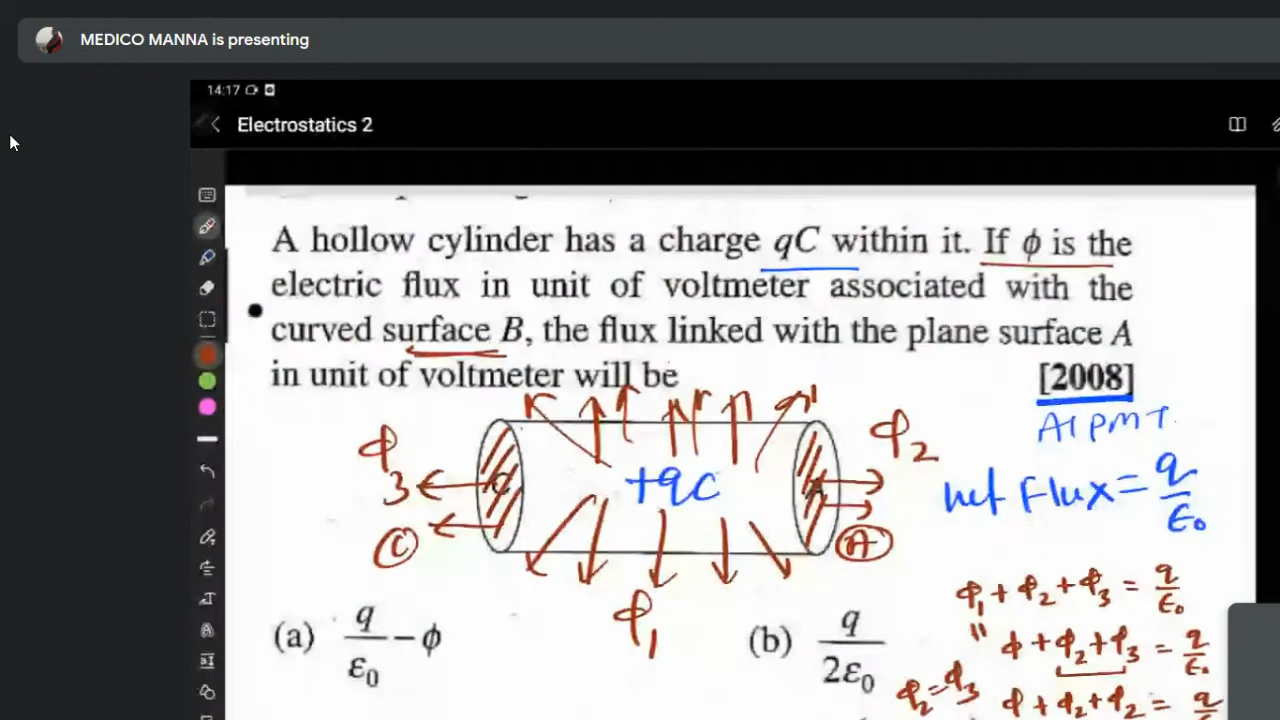 MEDICO MANNA is presenting
14:17
Electrostatics 2
A hollow cylinder has a charge qC within it. If ϕ is the
electric flux in unit of voltmeter associated with the
curved surface B, the flux linked with the plane surface A
in unit of voltmeter will be [2008]
AIPMT.
ϕ3 C +qC ϕ2 A
net Flux = q/ε0
ϕ1
ϕ1 + ϕ2 + ϕ3 = q/ε0
" ϕ + ϕ2 + ϕ3 = q/ε0
ϕ2 = ϕ3 ϕ + ϕ2 + ϕ2 = q
(a) q/ε0 − ϕ (b) q/2ε0